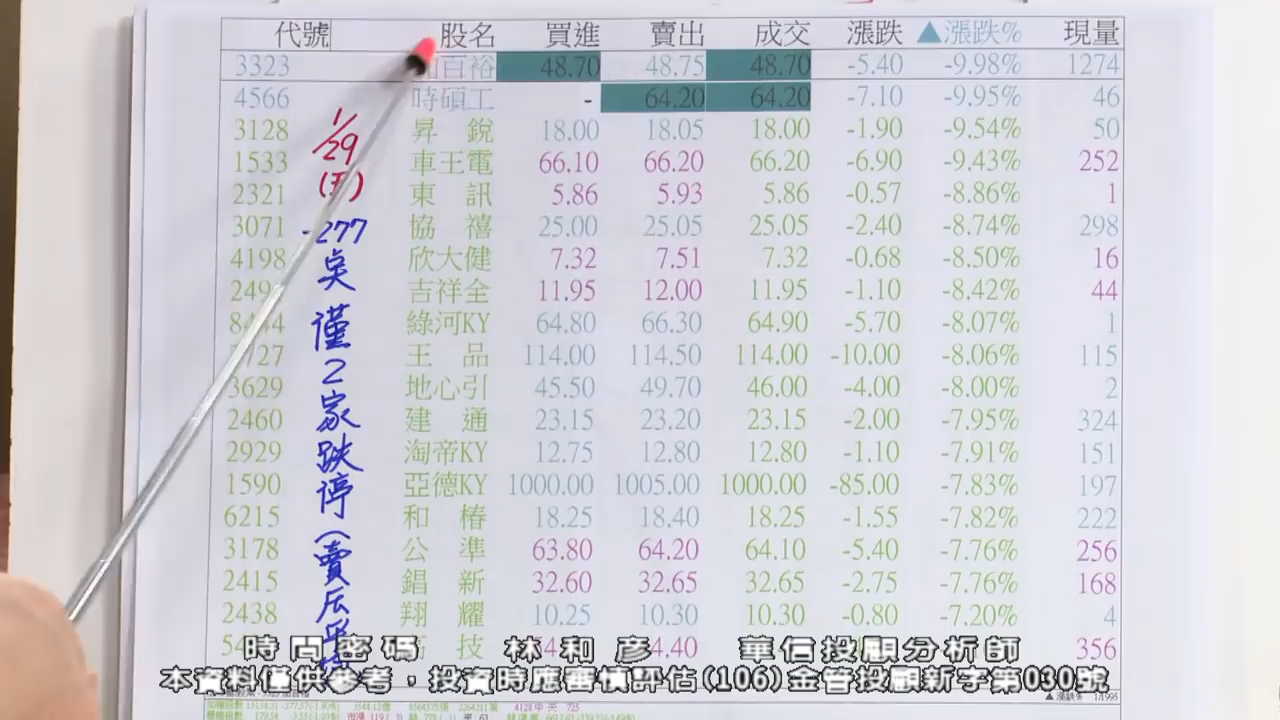 代號 股名 買進 賣出 成交 漲跌 ▲漲跌% 現量
3323 百裕 48.70 48.75 48.70 -5.40 -9.98% 1274
4566 時碩工 - 64.20 64.20 -7.10 -9.95% 46
3128 昇銳 18.00 18.05 18.00 -1.90 -9.54% 50
1533 車王電 66.10 66.20 66.20 -6.90 -9.43% 252
2321 東訊 5.86 5.93 5.86 -0.57 -8.86% 1
3071 協禧 25.00 25.05 25.05 -2.40 -8.74% 298
4198 欣大健 7.32 7.51 7.32 -0.68 -8.50% 16
吉祥全 11.95 12.00 11.95 -1.10 -8.42% 44
綠河KY 64.80 66.30 64.90 -5.70 -8.07% 1
王品 114.00 114.50 114.00 -10.00 -8.06% 115
3629 地心引 45.50 49.70 46.00 -4.00 -8.00% 2
2460 建通 23.15 23.20 23.15 -2.00 -7.95% 324
2929 淘帝KY 12.75 12.80 12.80 -1.10 -7.91% 151
1590 亞德KY 1000.00 1005.00 1000.00 -85.00 -7.83% 197
6215 和椿 18.25 18.40 18.25 -1.55 -7.82% 222
3178 公準 63.80 64.20 64.10 -5.40 -7.76% 256
2415 錩新 32.60 32.65 32.65 -2.75 -7.76% 168
2438 翔耀 10.25 10.30 10.30 -0.80 -7.20% 4
技 356
1/29
(五)
-277
点
僅
2
家
跌
停
(賣
压
時間密碼 林和彥 華信投顧分析師
本資料僅供參考,投資時應審慎評估(106)金管投顧新字第030號